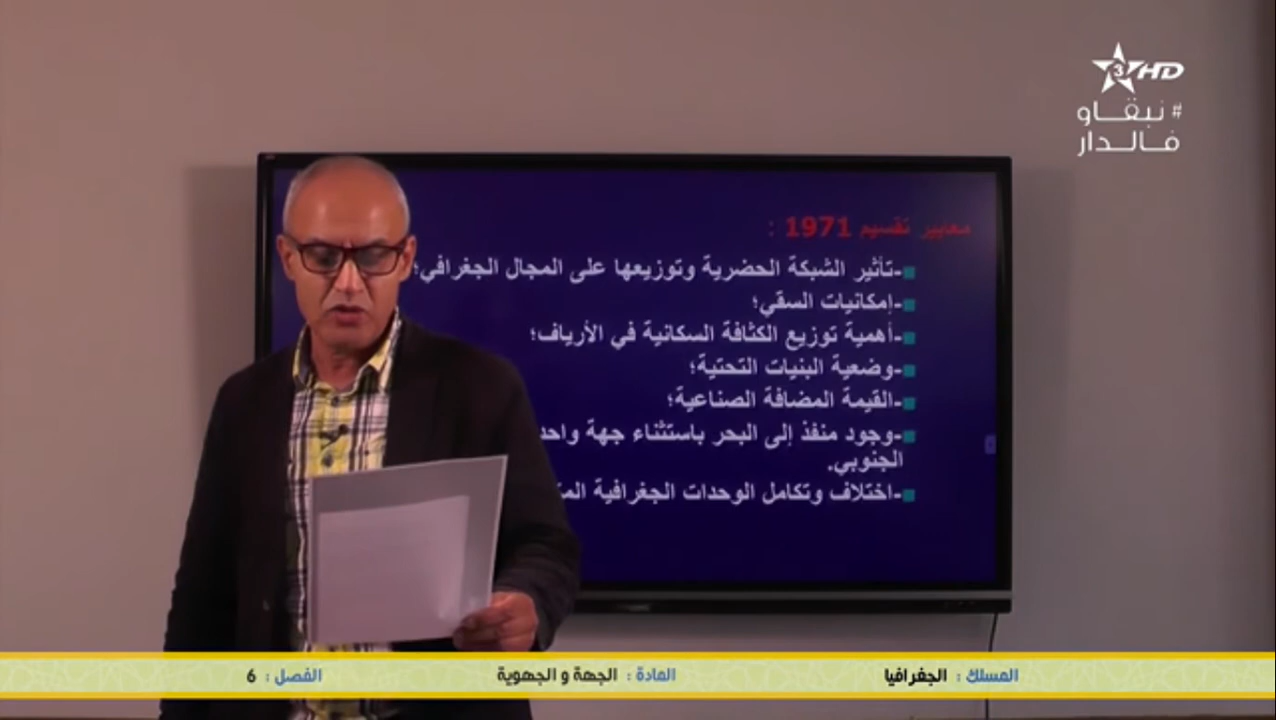 3 HD
# نبقاو
فالدار
معايير تقسيم 1971 :
-تأثير الشبكة الحضرية وتوزيعها على المجال الجغرافي؛
-إمكانيات السقي؛
-أهمية توزيع الكثافة السكانية في الأرياف؛
-وضعية البنيات التحتية؛
-القيمة المضافة الصناعية؛
-وجود منفذ إلى البحر باستثناء جهة
الجنوبي.
-اختلاف وتكامل الوحدات الجغرافية
المسلك : الجغرافيا المادة : الجهة و الجهوية الفصل : 6